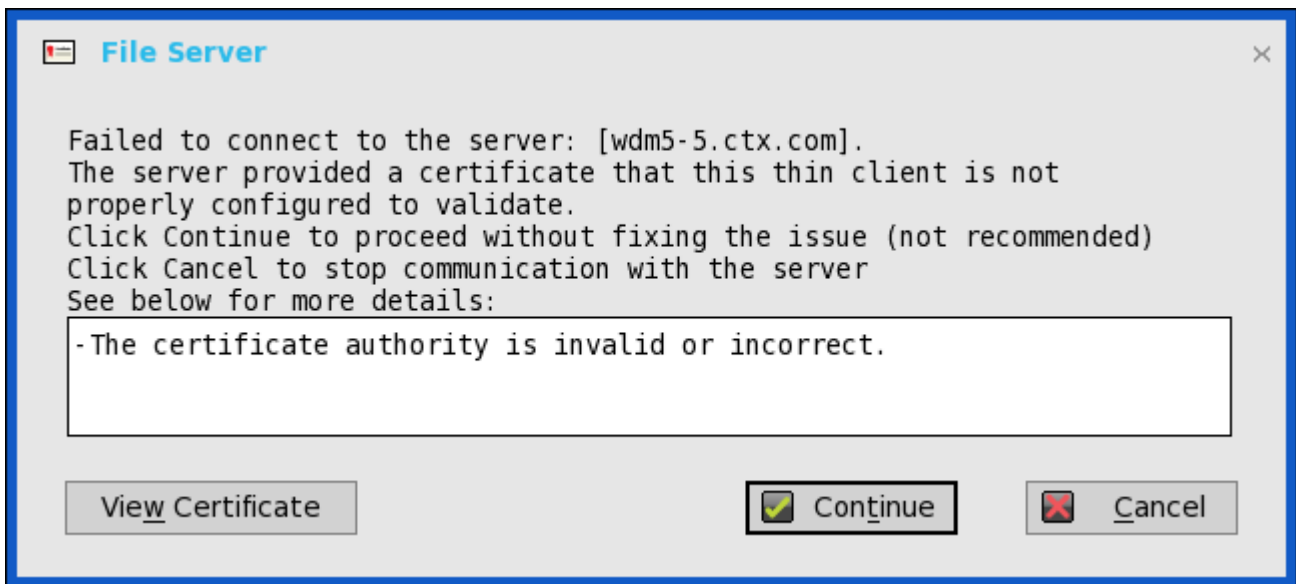 File Server
Failed to connect to the server: [wdm5-5.ctx.com].
The server provided a certificate that this thin client is not
properly configured to validate.
Click Continue to proceed without fixing the issue (not recommended)
Click Cancel to stop communication with the server
See below for more details:
-The certificate authority is invalid or incorrect.
View Certificate
Continue
Cancel